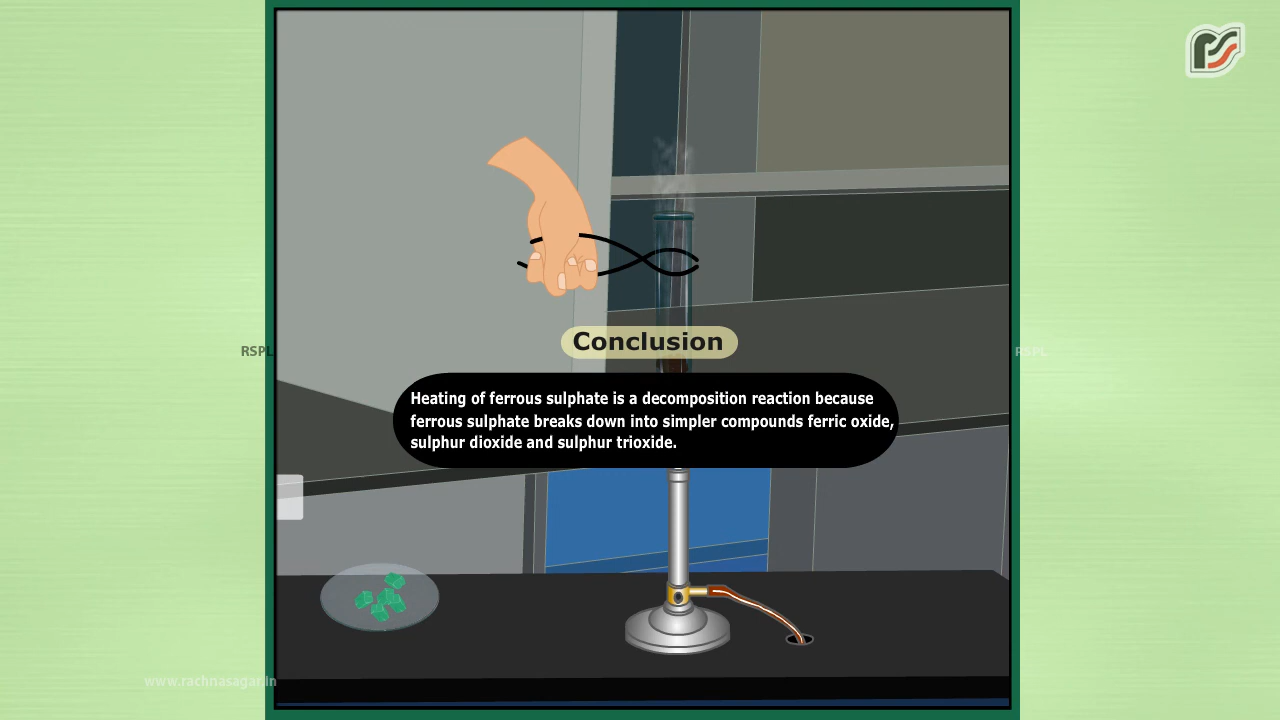 RSPL
RSPL
Conclusion
Heating of ferrous sulphate is a decomposition reaction because
ferrous sulphate breaks down into simpler compounds ferric oxide,
sulphur dioxide and sulphur trioxide.
www.rachnasagar.in